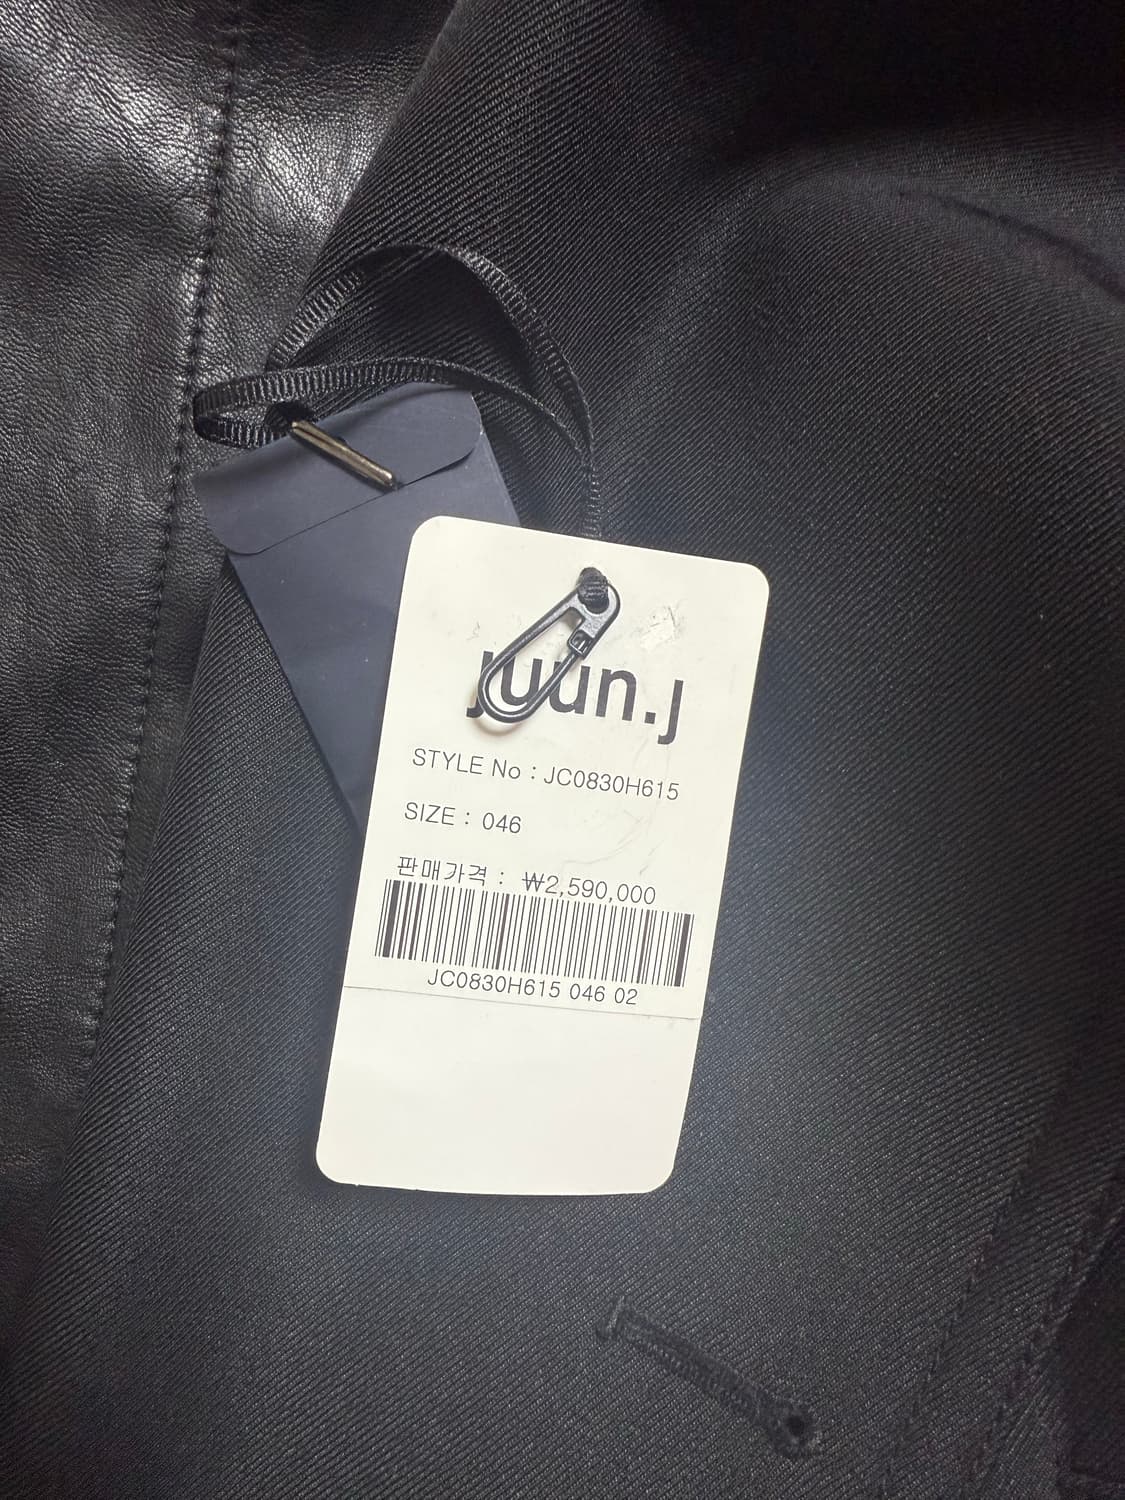 juun.j
STYLE No : JC0830H615
SIZE : 046
판매가격 : ₩2,590,000
JC0830H615 046 02